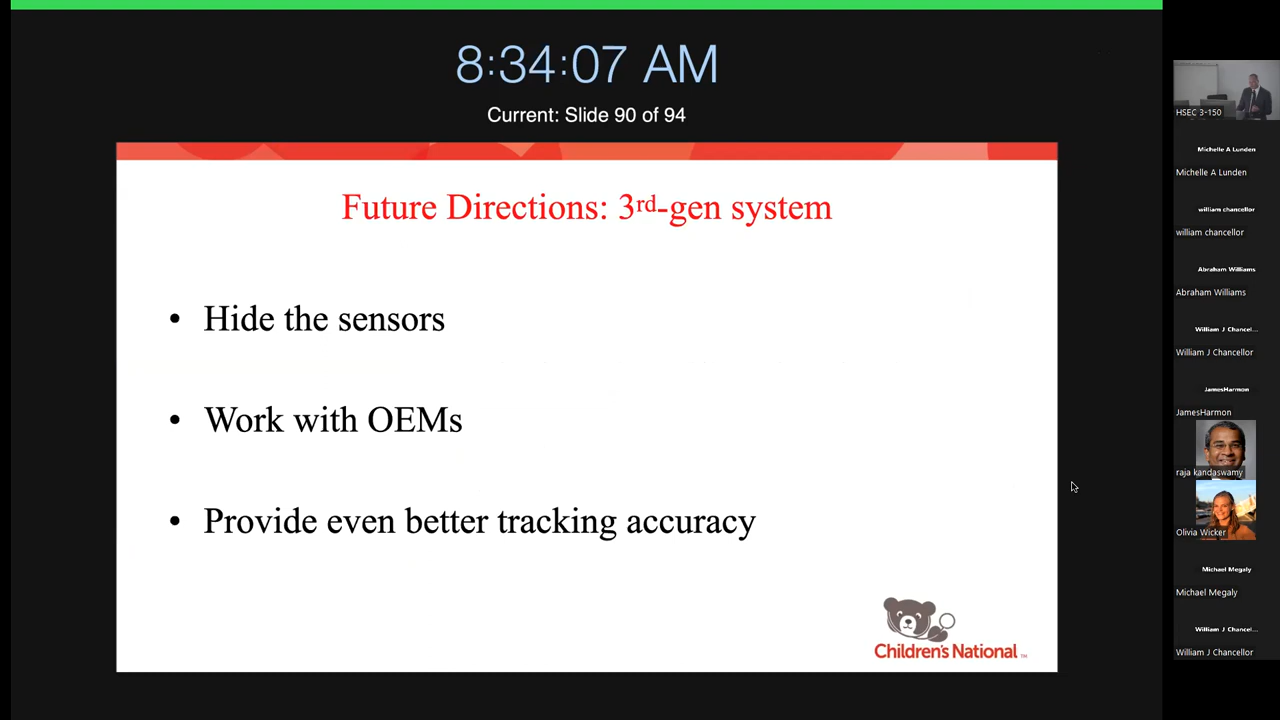 8:34:07 AM
Current: Slide 90 of 94
Future Directions: 3rd-gen system
• Hide the sensors
• Work with OEMs
• Provide even better tracking accuracy
Children's National™
HSEC 3-150
Michelle A Lunden
Michelle A Lunden
william chancellor
william chancellor
Abraham Williams
Abraham Williams
William J Chancel...
William J Chancellor
JamesHarmon
JamesHarmon
raja kandaswamy
Olivia Wicker
Michael Megaly
Michael Megaly
William J Chancel...
William J Chancellor